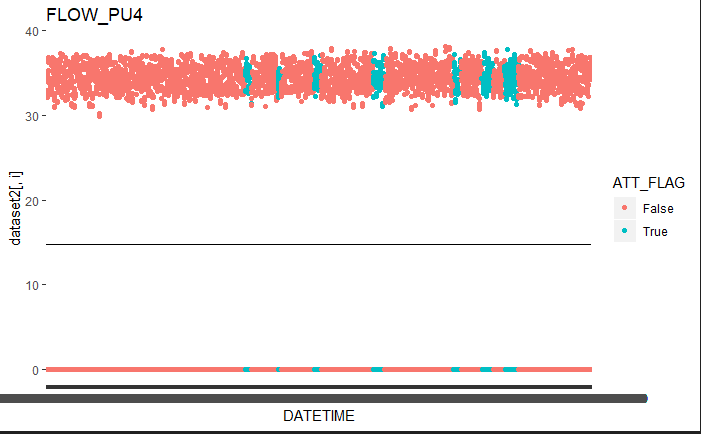 FLOW_PU4
40
30
20
10
0
dataset2[, i]
DATETIME
ATT_FLAG
False
True